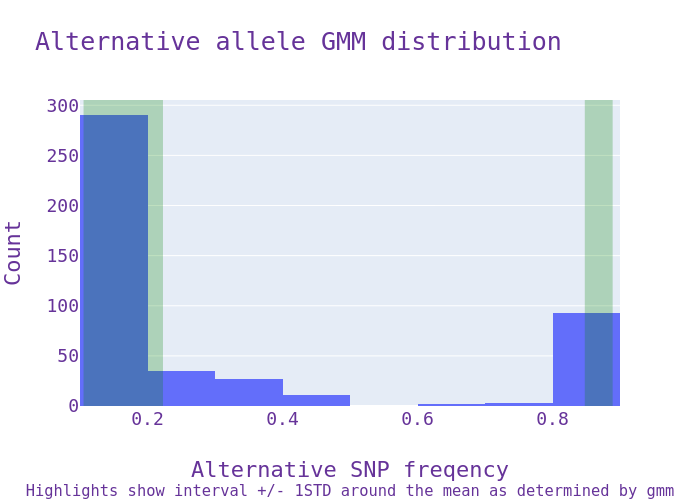 Alternative allele GMM distribution
300
250
200
150
100
50
0
Count
0.2
0.4
0.6
0.8
Alternative SNP freqency
Highlights show interval +/- 1STD around the mean as determined by gmm